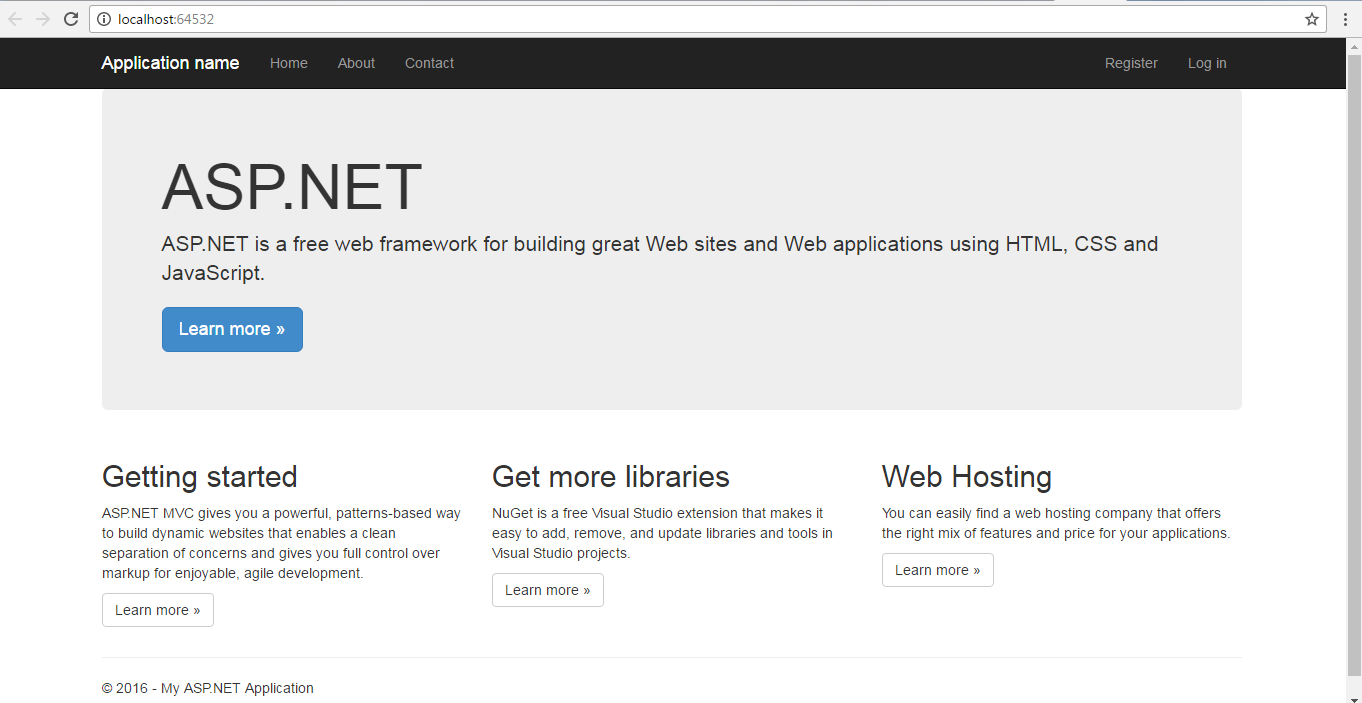 localhost:64532
Application name Home About Contact Register Log in
ASP.NET
ASP.NET is a free web framework for building great Web sites and Web applications using HTML, CSS and
JavaScript.
Learn more »
Getting started
ASP.NET MVC gives you a powerful, patterns-based way
to build dynamic websites that enables a clean
separation of concerns and gives you full control over
markup for enjoyable, agile development.
Learn more »
Get more libraries
NuGet is a free Visual Studio extension that makes it
easy to add, remove, and update libraries and tools in
Visual Studio projects.
Learn more »
Web Hosting
You can easily find a web hosting company that offers
the right mix of features and price for your applications.
Learn more »
© 2016 - My ASP.NET Application